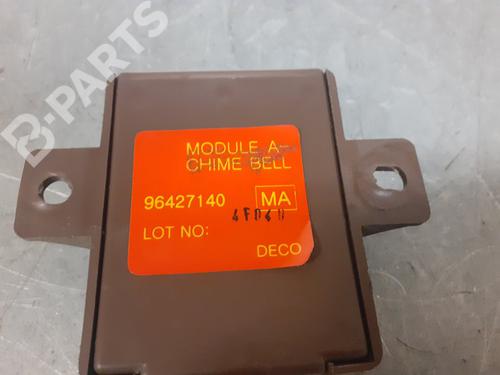 B-PARTS
MODULE A-
CHIME BELL
96427140 MA
LOT NO:
DECO